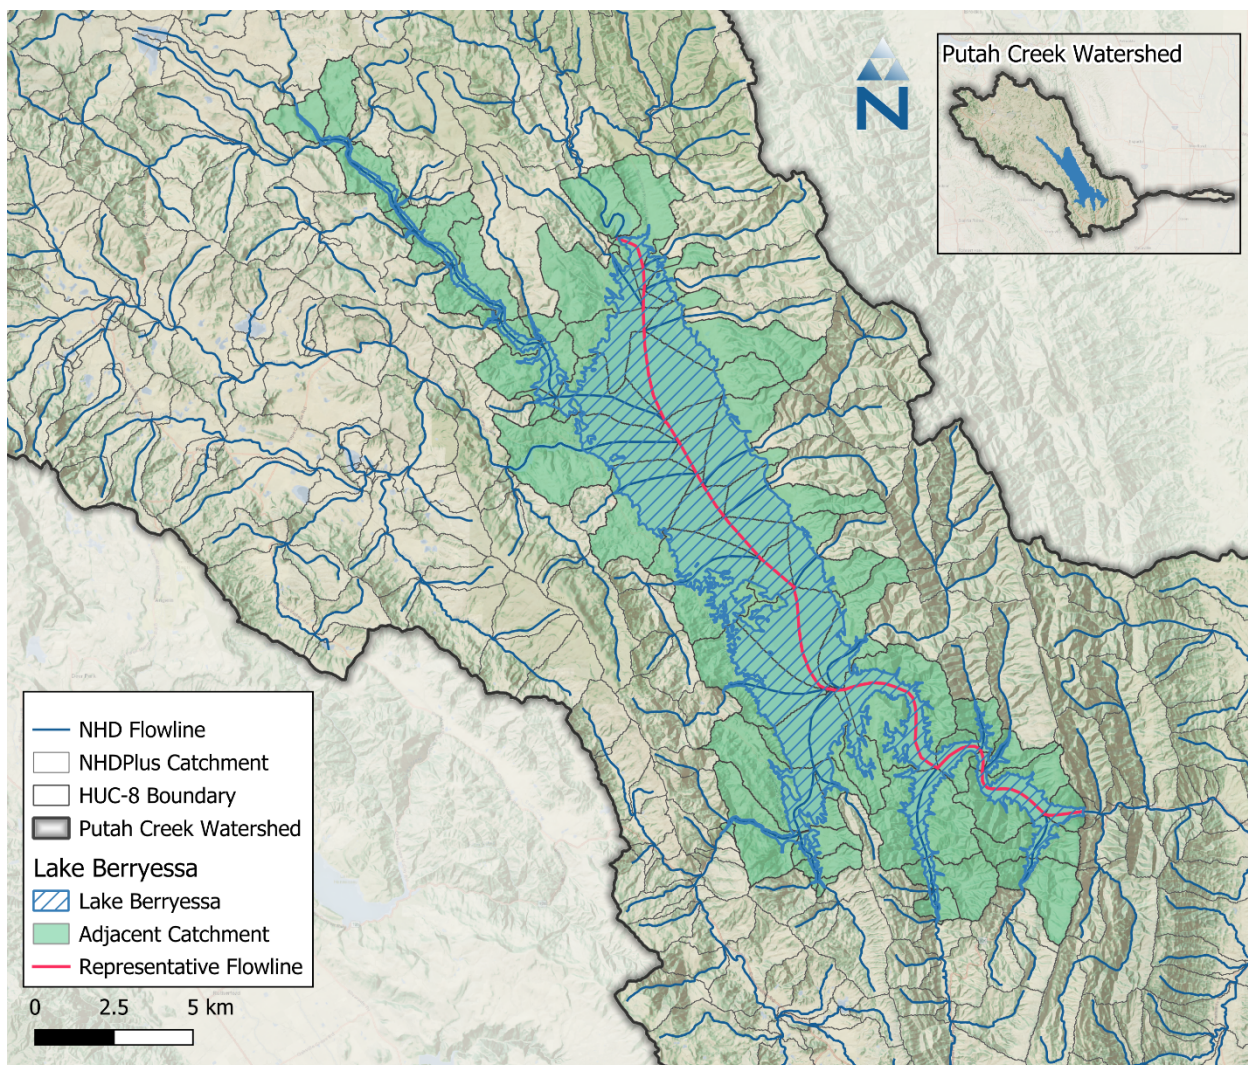 Putah Creek Watershed
N
NHD Flowline
NHDPlus Catchment
HUC-8 Boundary
Putah Creek Watershed
Lake Berryessa
Lake Berryessa
Adjacent Catchment
Representative Flowline
0 2.5 5 km